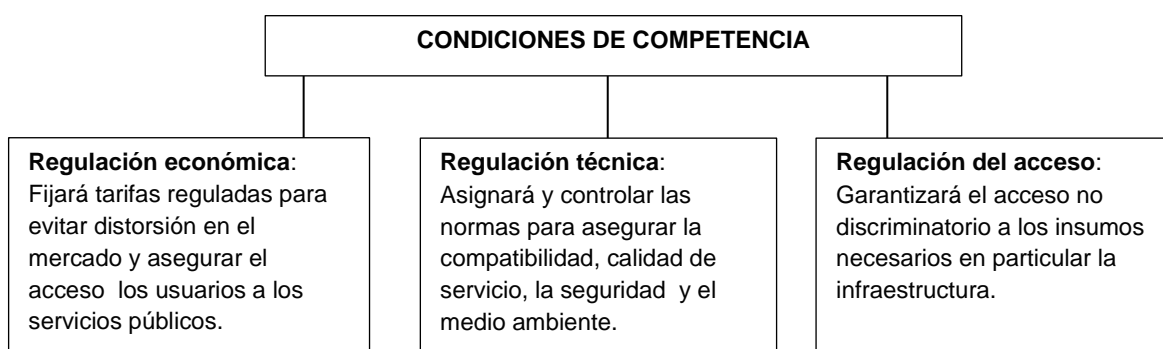 CONDICIONES DE COMPETENCIA
Regulación económica:
Fijará tarifas reguladas para
evitar distorsión en el
mercado y asegurar el
acceso  los usuarios a los
servicios públicos.
Regulación técnica:
Asignará y controlar las
normas para asegurar la
compatibilidad, calidad de
servicio, la seguridad  y el
medio ambiente.
Regulación del acceso:
Garantizará el acceso no
discriminatorio a los insumos
necesarios en particular la
infraestructura.